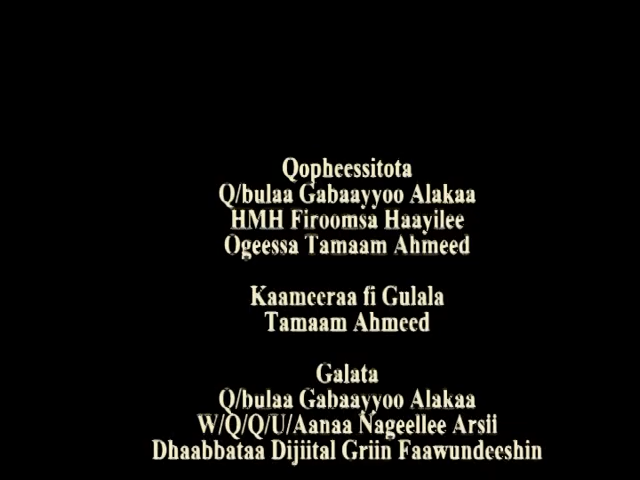 Qopheessitota
Q/bulaa Gabaayyoo Alakaa
HMH Firoomsa Haayilee
Ogeessa Tamaam Ahmeed
Kaameeraa fi Gulala
Tamaam Ahmeed
Galata
Q/bulaa Gabaayyoo Alakaa
W/Q/Q/U/Aanaa Nageellee Arsii
Dhaabbataa Dijiital Griin Faawundeeshin